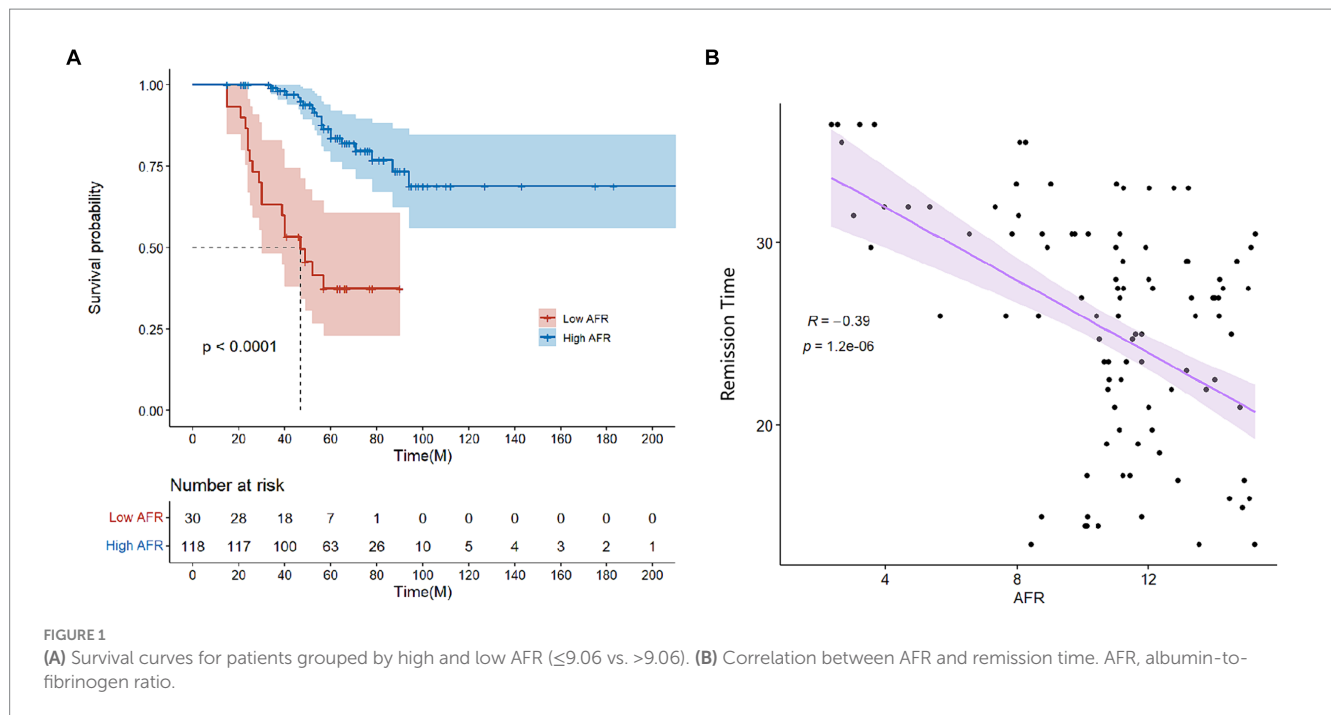 A
1.00
0.75
0.50
0.25
0.00
Survival probability
p < 0.0001
Low AFR
High AFR
0 20 40 60 80 100 120 140 160 180 200
Time(M)
Number at risk
Low AFR 30 28 18 7 1 0 0 0 0 0 0
High AFR 118 117 100 63 26 10 5 4 3 2 1
0 20 40 60 80 100 120 140 160 180 200
Time(M)
B
30
20
Remission Time
R = −0.39
p = 1.2e-06
4 8 12
AFR
FIGURE 1
(A) Survival curves for patients grouped by high and low AFR (≤9.06 vs. >9.06). (B) Correlation between AFR and remission time. AFR, albumin-to-
fibrinogen ratio.